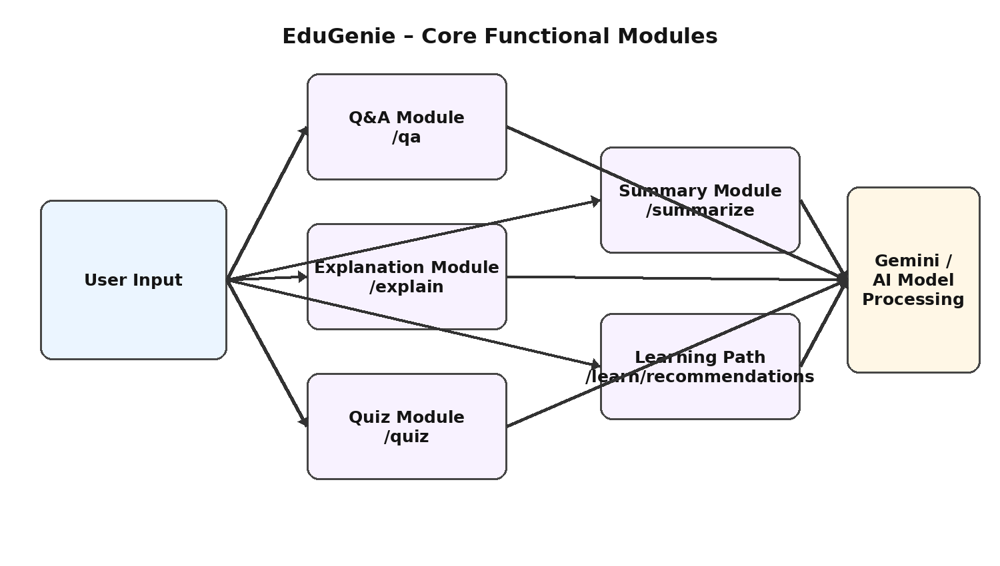 EduGenie – Core Functional Modules
Q&A Module
/qa
Summary Module
/summarize
User Input
Explanation Module
/explain
Gemini /
AI Model
Processing
Learning Path
/learn/recommendations
Quiz Module
/quiz